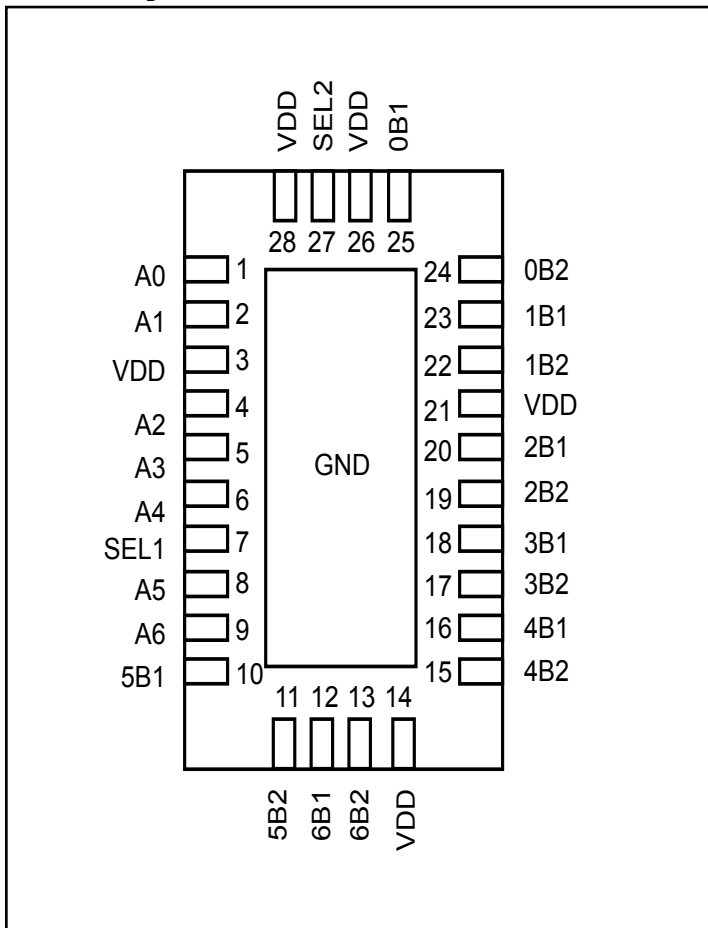 VDD SEL2 VDD 0B1
28 27 26 25
A0 1 24 0B2
A1 2 23 1B1
VDD 3 22 1B2
A2 4 21 VDD
A3 5 20 2B1
A4 6 19 2B2
GND
SEL1 7 18 3B1
A5 8 17 3B2
A6 9 16 4B1
5B1 10 15 4B2
11 12 13 14
5B2 6B1 6B2 VDD